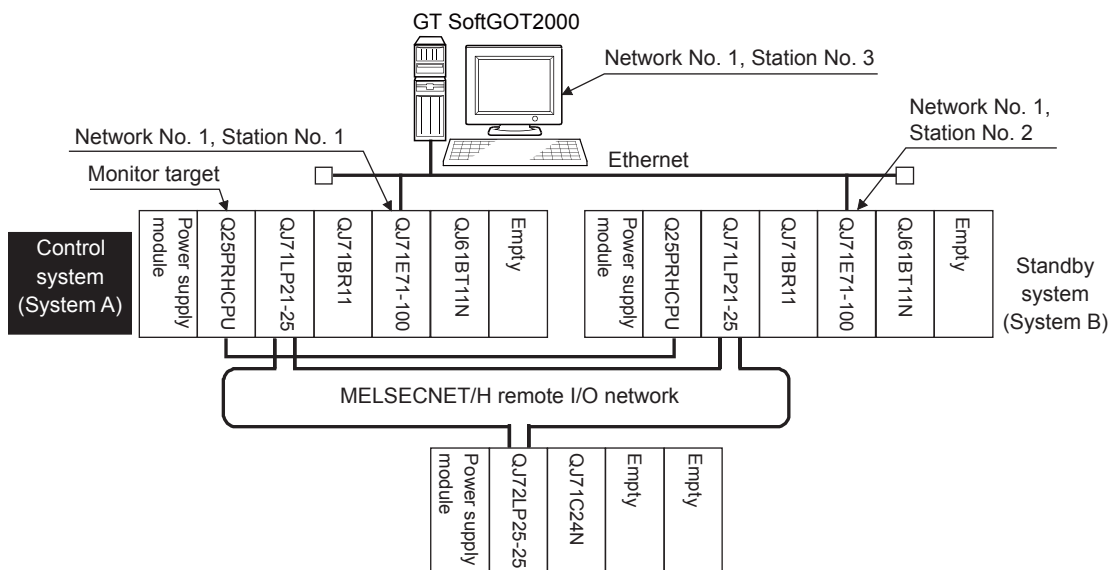 GT SoftGOT2000
Network No. 1, Station No. 3
Network No. 1,
Station No. 2
Network No. 1, Station No. 1
Ethernet
Monitor target
Control
system
(System A)
Power supply
module
Q25PRHCPU
QJ71LP21-25
QJ71BR11
QJ71E71-100
QJ61BT11N
Empty
Power supply
module
Q25PRHCPU
QJ71LP21-25
QJ71BR11
QJ71E71-100
QJ61BT11N
Empty
Standby
system
(System B)
MELSECNET/H remote I/O network
Power supply
module
QJ72LP25-25
QJ71C24N
Empty
Empty